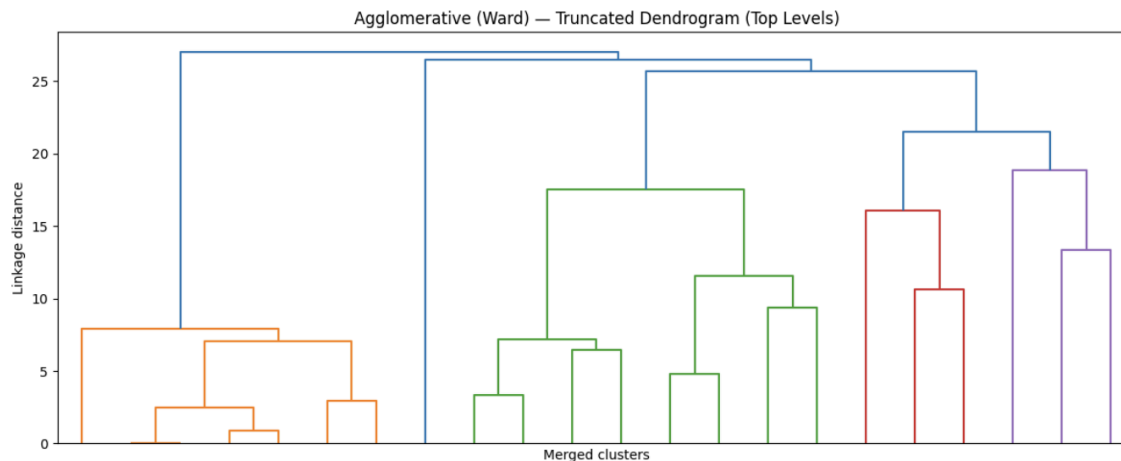 Agglomerative (Ward) — Truncated Dendrogram (Top Levels)
25
20
15
10
5
0
Linkage distance
Merged clusters